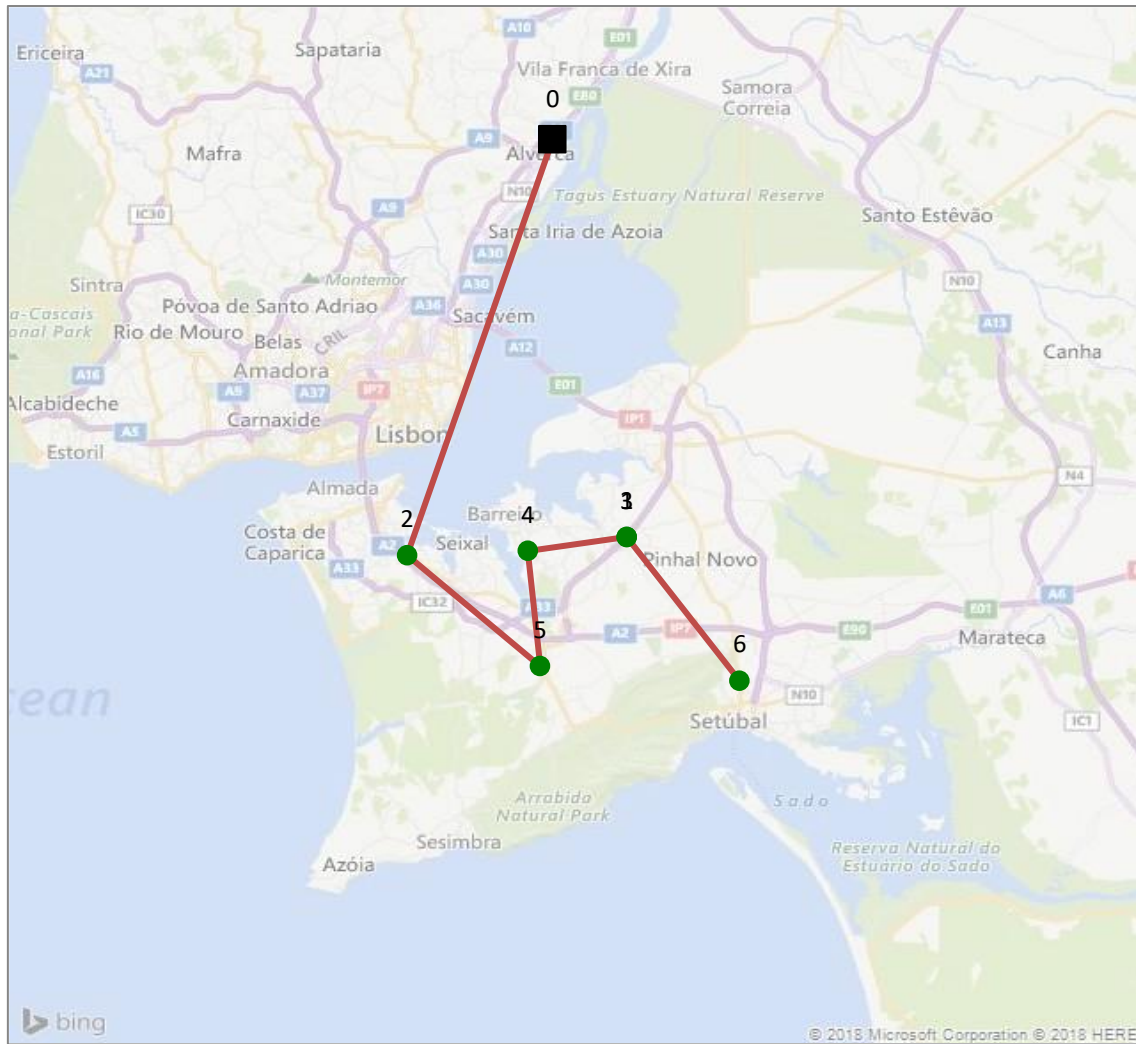 Ericeira
Sapataria
A10
E01
A21
Vila Franca de Xira
Samora
Correia
E80
0
A9
Mafra
Alverca
N10
Tagus Estuary Natural Reserve
IC30
A9
Santo Estêvão
Santa Iria de Azoia
A30
Sintra
Montemor
A30
N10
Póvoa de Santo Adriao
A36
a-Cascais
onal Park
Rio de Mouro
Belas
CRIL
Sacavém
A13
A12
Canha
Amadora
A16
A9
A37
IP7
E01
Alcabideche
Carnaxide
IP1
A5
Lisbon
Estoril
N4
Almada
Barreiro
4
2
Costa de
Caparica
A2
Seixal
Pinhal Novo
A33
IC32
A33
A6
E01
5
A2
IP7
E90
Marateca
6
N10
Setúbal
IC1
ean
Arrabida
Natural Park
Sado
Sesimbra
Reserva Natural do
Estuário do Sado
Azóia
bing
© 2018 Microsoft Corporation © 2018 HERE